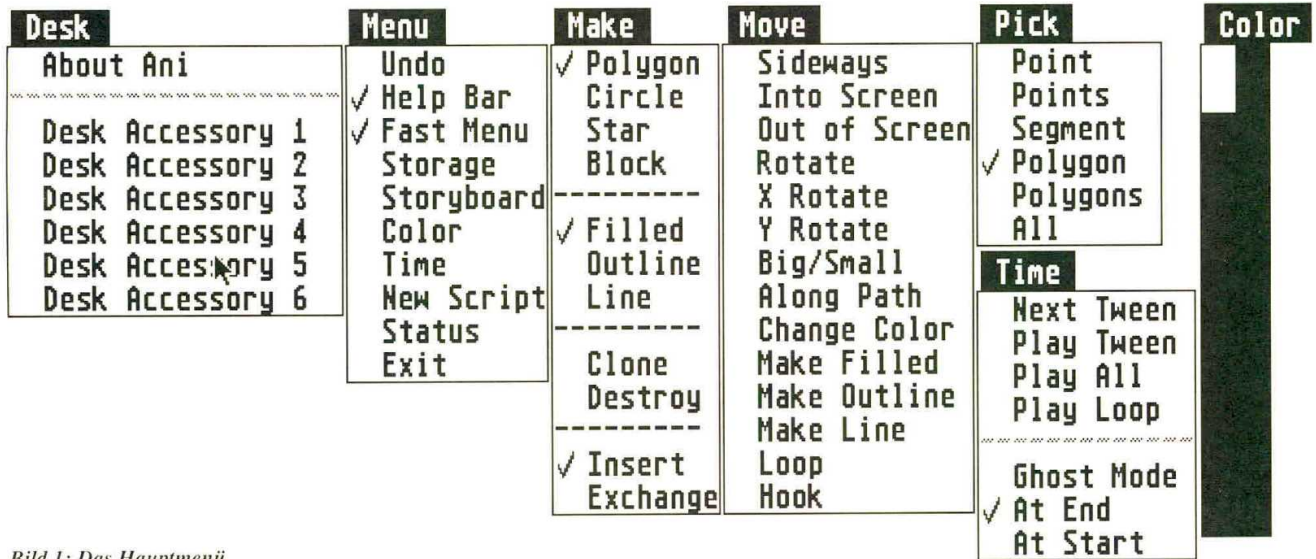 Desk
About Ani
Desk Accessory 1
Desk Accessory 2
Desk Accessory 3
Desk Accessory 4
Desk Accessory 5
Desk Accessory 6
Menu
Undo
✓ Help Bar
✓ Fast Menu
Storage
Storyboard
Color
Time
New Script
Status
Exit
Make
✓ Polygon
Circle
Star
Block
---------
✓ Filled
Outline
Line
---------
Clone
Destroy
---------
✓ Insert
Exchange
Move
Sideways
Into Screen
Out of Screen
Rotate
X Rotate
Y Rotate
Big/Small
Along Path
Change Color
Make Filled
Make Outline
Make Line
Loop
Hook
Pick
Point
Points
Segment
✓ Polygon
Polygons
All
Time
Next Tween
Play Tween
Play All
Play Loop
Ghost Mode
✓ At End
At Start
Color
Bild 1: Das Hauptmenü